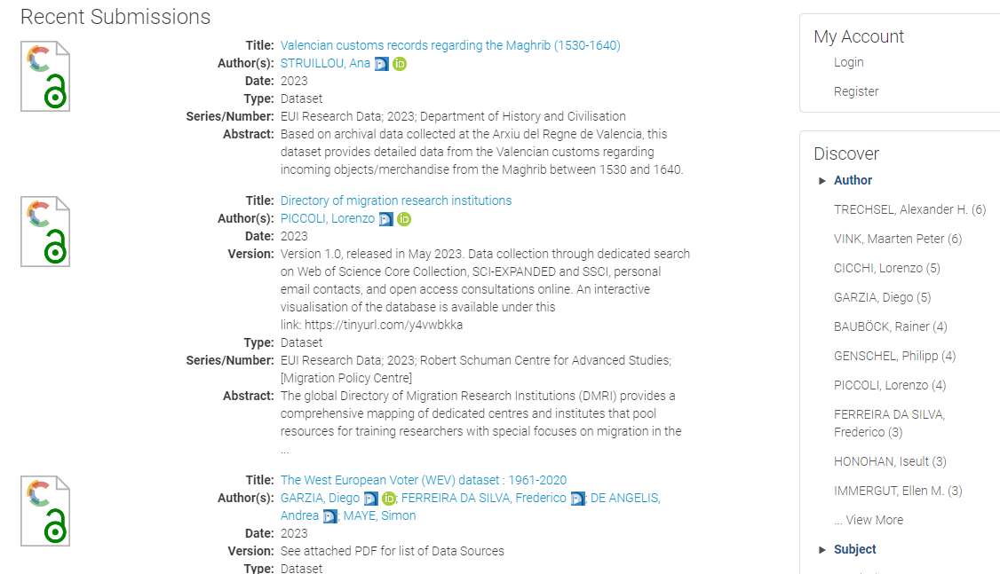 Recent Submissions
Title: Valencian customs records regarding the Maghrib (1530-1640)
Author(s): STRUILLOU, Ana
Date: 2023
Type: Dataset
Series/Number: EUI Research Data; 2023; Department of History and Civilisation
Abstract: Based on archival data collected at the Arxiu del Regne de Valencia, this
dataset provides detailed data from the Valencian customs regarding
incoming objects/merchandise from the Maghrib between 1530 and 1640.
Title: Directory of migration research institutions
Author(s): PICCOLI, Lorenzo
Date: 2023
Version: Version 1.0, released in May 2023. Data collection through dedicated search
on Web of Science Core Collection, SCI-EXPANDED and SSCI, personal
email contacts, and open access consultations online. An interactive
visualisation of the database is available under this
link: https://tinyurl.com/y4vwbkka
Type: Dataset
Series/Number: EUI Research Data; 2023; Robert Schuman Centre for Advanced Studies;
[Migration Policy Centre]
Abstract: The global Directory of Migration Research Institutions (DMRI) provides a
comprehensive mapping of dedicated centres and institutes that pool
resources for training researchers with special focuses on migration in the
...
Title: The West European Voter (WEV) dataset : 1961-2020
Author(s): GARZIA, Diego iD; FERREIRA DA SILVA, Frederico; DE ANGELIS,
Andrea; MAYE, Simon
Date: 2023
Version: See attached PDF for list of Data Sources
Type: Dataset
My Account
Login
Register
Discover
Author
TRECHSEL, Alexander H. (6)
VINK, Maarten Peter (6)
CICCHI, Lorenzo (5)
GARZIA, Diego (5)
BAUBÖCK, Rainer (4)
GENSCHEL, Philipp (4)
PICCOLI, Lorenzo (4)
FERREIRA DA SILVA,
Frederico (3)
HONOHAN, Iseult (3)
IMMERGUT, Ellen M. (3)
... View More
Subject